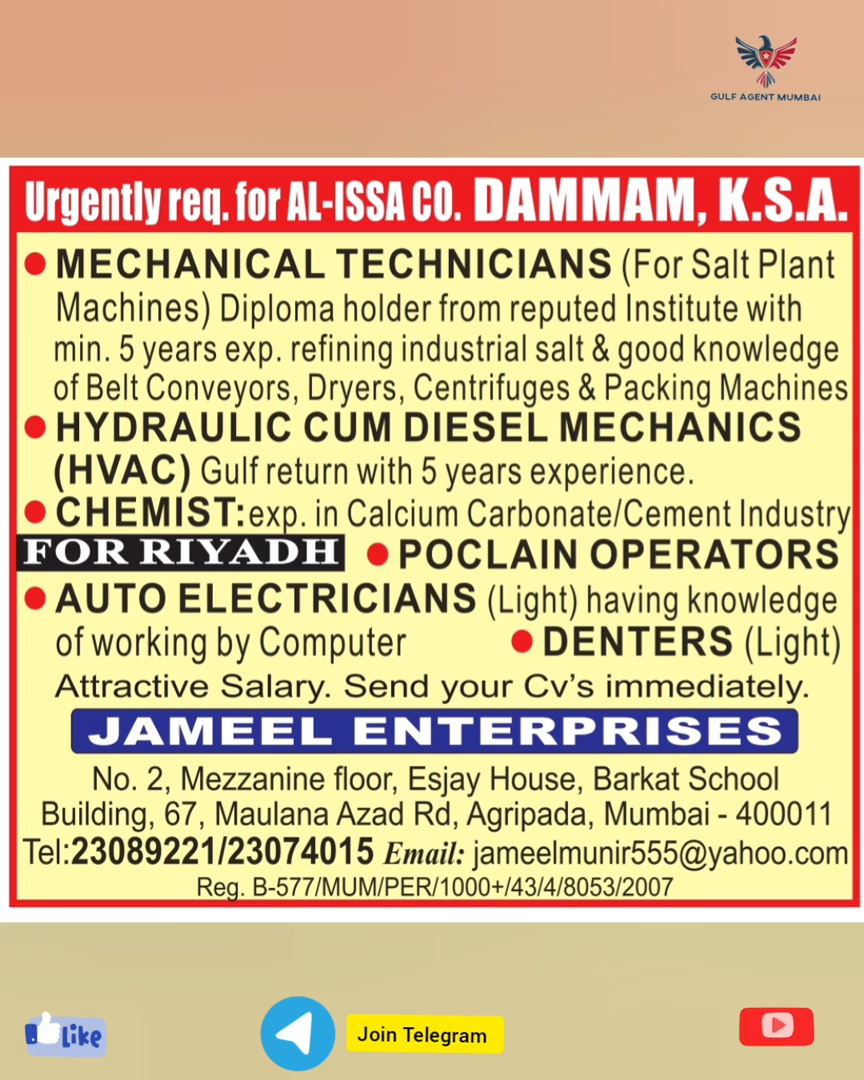 GULF AGENT MUMBAI
Urgently req. for AL-ISSA CO. DAMMAM, K.S.A.
● MECHANICAL TECHNICIANS (For Salt Plant
Machines) Diploma holder from reputed Institute with
min. 5 years exp. refining industrial salt & good knowledge
of Belt Conveyors, Dryers, Centrifuges & Packing Machines
● HYDRAULIC CUM DIESEL MECHANICS
(HVAC) Gulf return with 5 years experience.
● CHEMIST: exp. in Calcium Carbonate/Cement Industry
FOR RIYADH ● POCLAIN OPERATORS
● AUTO ELECTRICIANS (Light) having knowledge
of working by Computer ● DENTERS (Light)
Attractive Salary. Send your Cv's immediately.
JAMEEL ENTERPRISES
No. 2, Mezzanine floor, Esjay House, Barkat School
Building, 67, Maulana Azad Rd, Agripada, Mumbai - 400011
Tel:23089221/23074015 Email: jameelmunir555@yahoo.com
Reg. B-577/MUM/PER/1000+/43/4/8053/2007
Like
Join Telegram